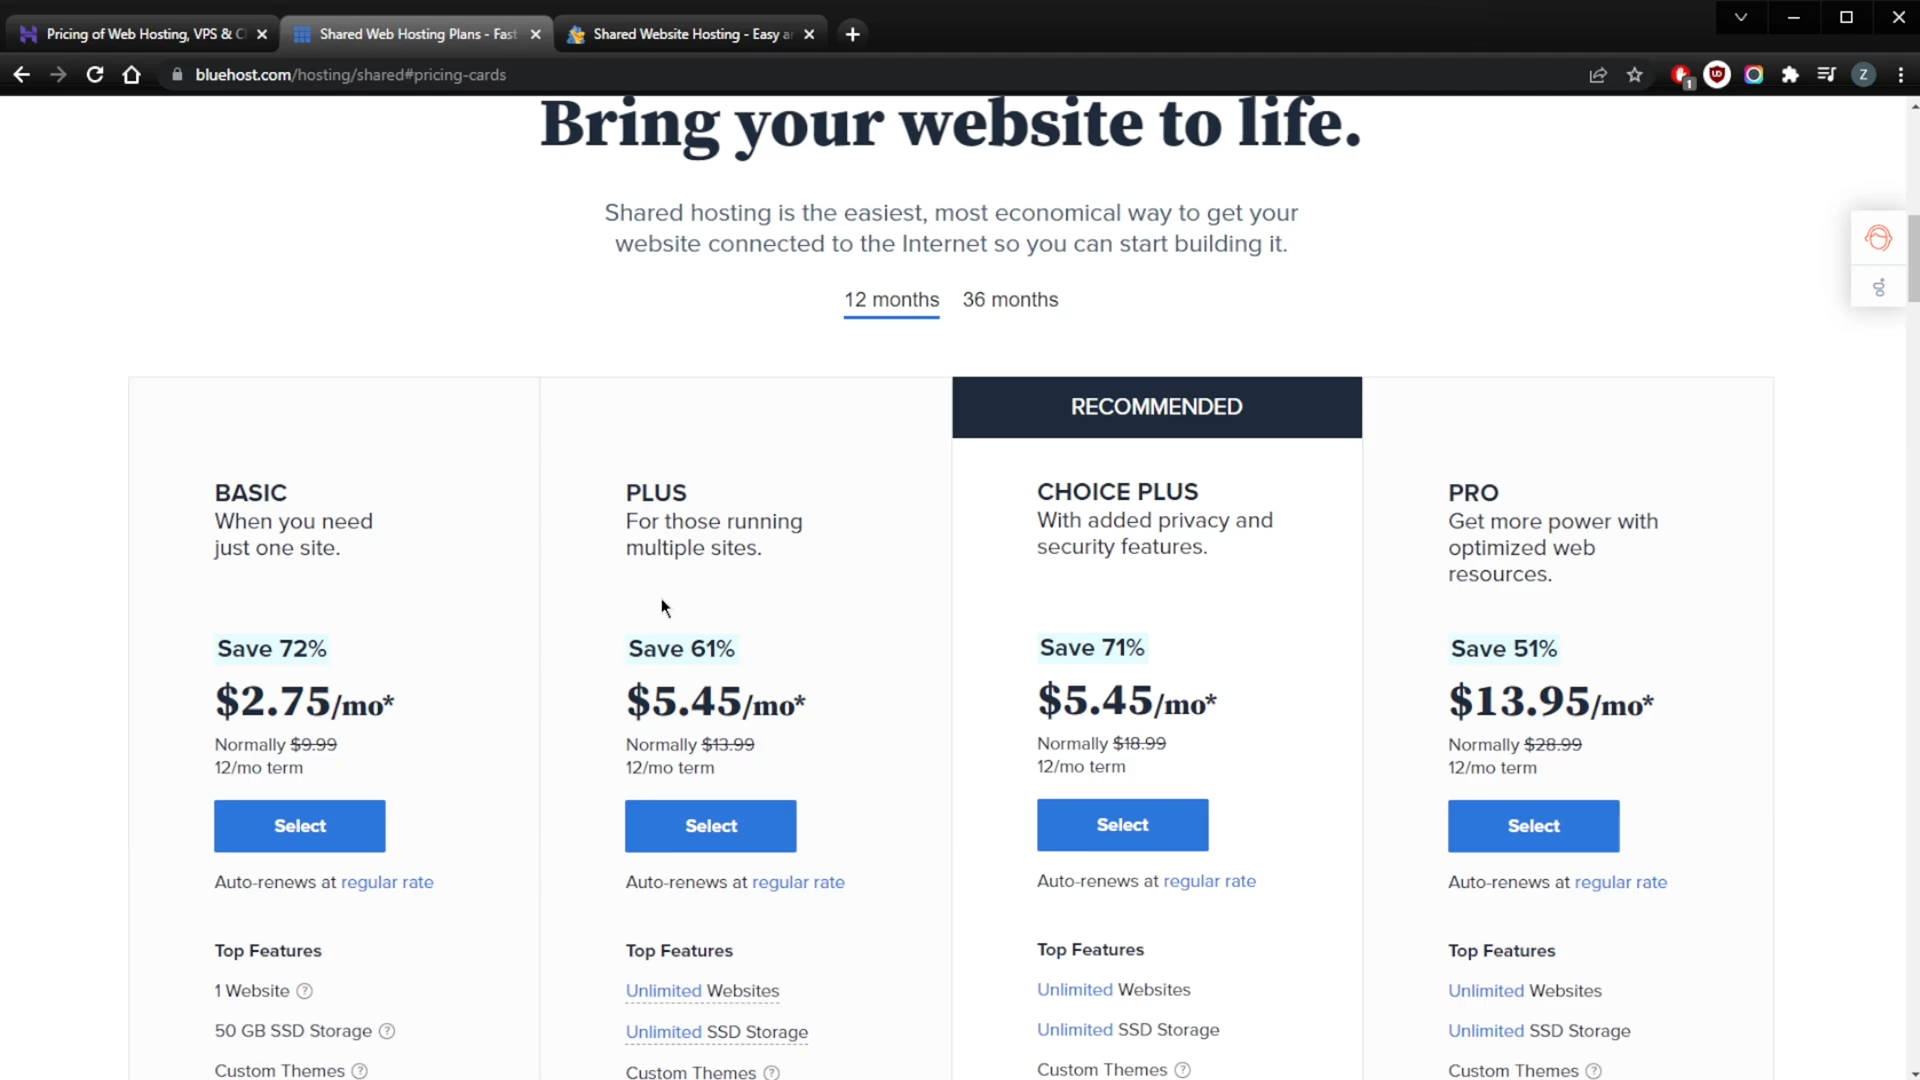 Pricing of Web Hosting, VPS & C
Shared Web Hosting Plans - Fast
Shared Website Hosting - Easy a
bluehost.com/hosting/shared#pricing-cards
1
Z
Bring your website to life.
Shared hosting is the easiest, most economical way to get your
website connected to the Internet so you can start building it.
12 months 36 months
RECOMMENDED
BASIC
When you need
just one site.
Save 72%
$2.75/mo*
Normally $9.99
12/mo term
Select
Auto-renews at regular rate
Top Features
1 Website
50 GB SSD Storage
Custom Themes
PLUS
For those running
multiple sites.
Save 61%
$5.45/mo*
Normally $13.99
12/mo term
Select
Auto-renews at regular rate
Top Features
Unlimited Websites
Unlimited SSD Storage
Custom Themes
CHOICE PLUS
With added privacy and
security features.
Save 71%
$5.45/mo*
Normally $18.99
12/mo term
Select
Auto-renews at regular rate
Top Features
Unlimited Websites
Unlimited SSD Storage
Custom Themes
PRO
Get more power with
optimized web
resources.
Save 51%
$13.95/mo*
Normally $28.99
12/mo term
Select
Auto-renews at regular rate
Top Features
Unlimited Websites
Unlimited SSD Storage
Custom Themes